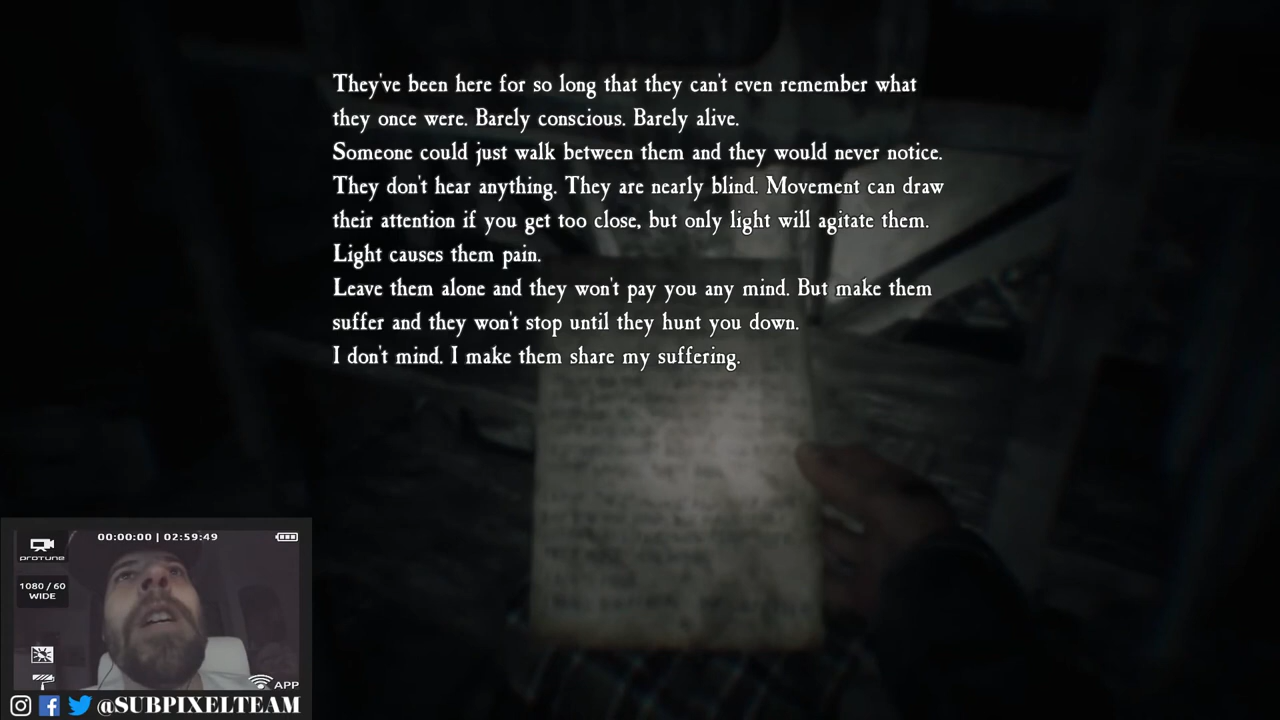 They've been here for so long that they can't even remember what
they once were. Barely conscious. Barely alive.
Someone could just walk between them and they would never notice.
They don't hear anything. They are nearly blind. Movement can draw
their attention if you get too close, but only light will agitate them.
Light causes them pain.
Leave them alone and they won't pay you any mind. But make them
suffer and they won't stop until they hunt you down.
I don't mind. I make them share my suffering.
00:00:00 | 02:59:49
PROTUNE
1080 / 60
WIDE
APP
@SUBPIXELTEAM